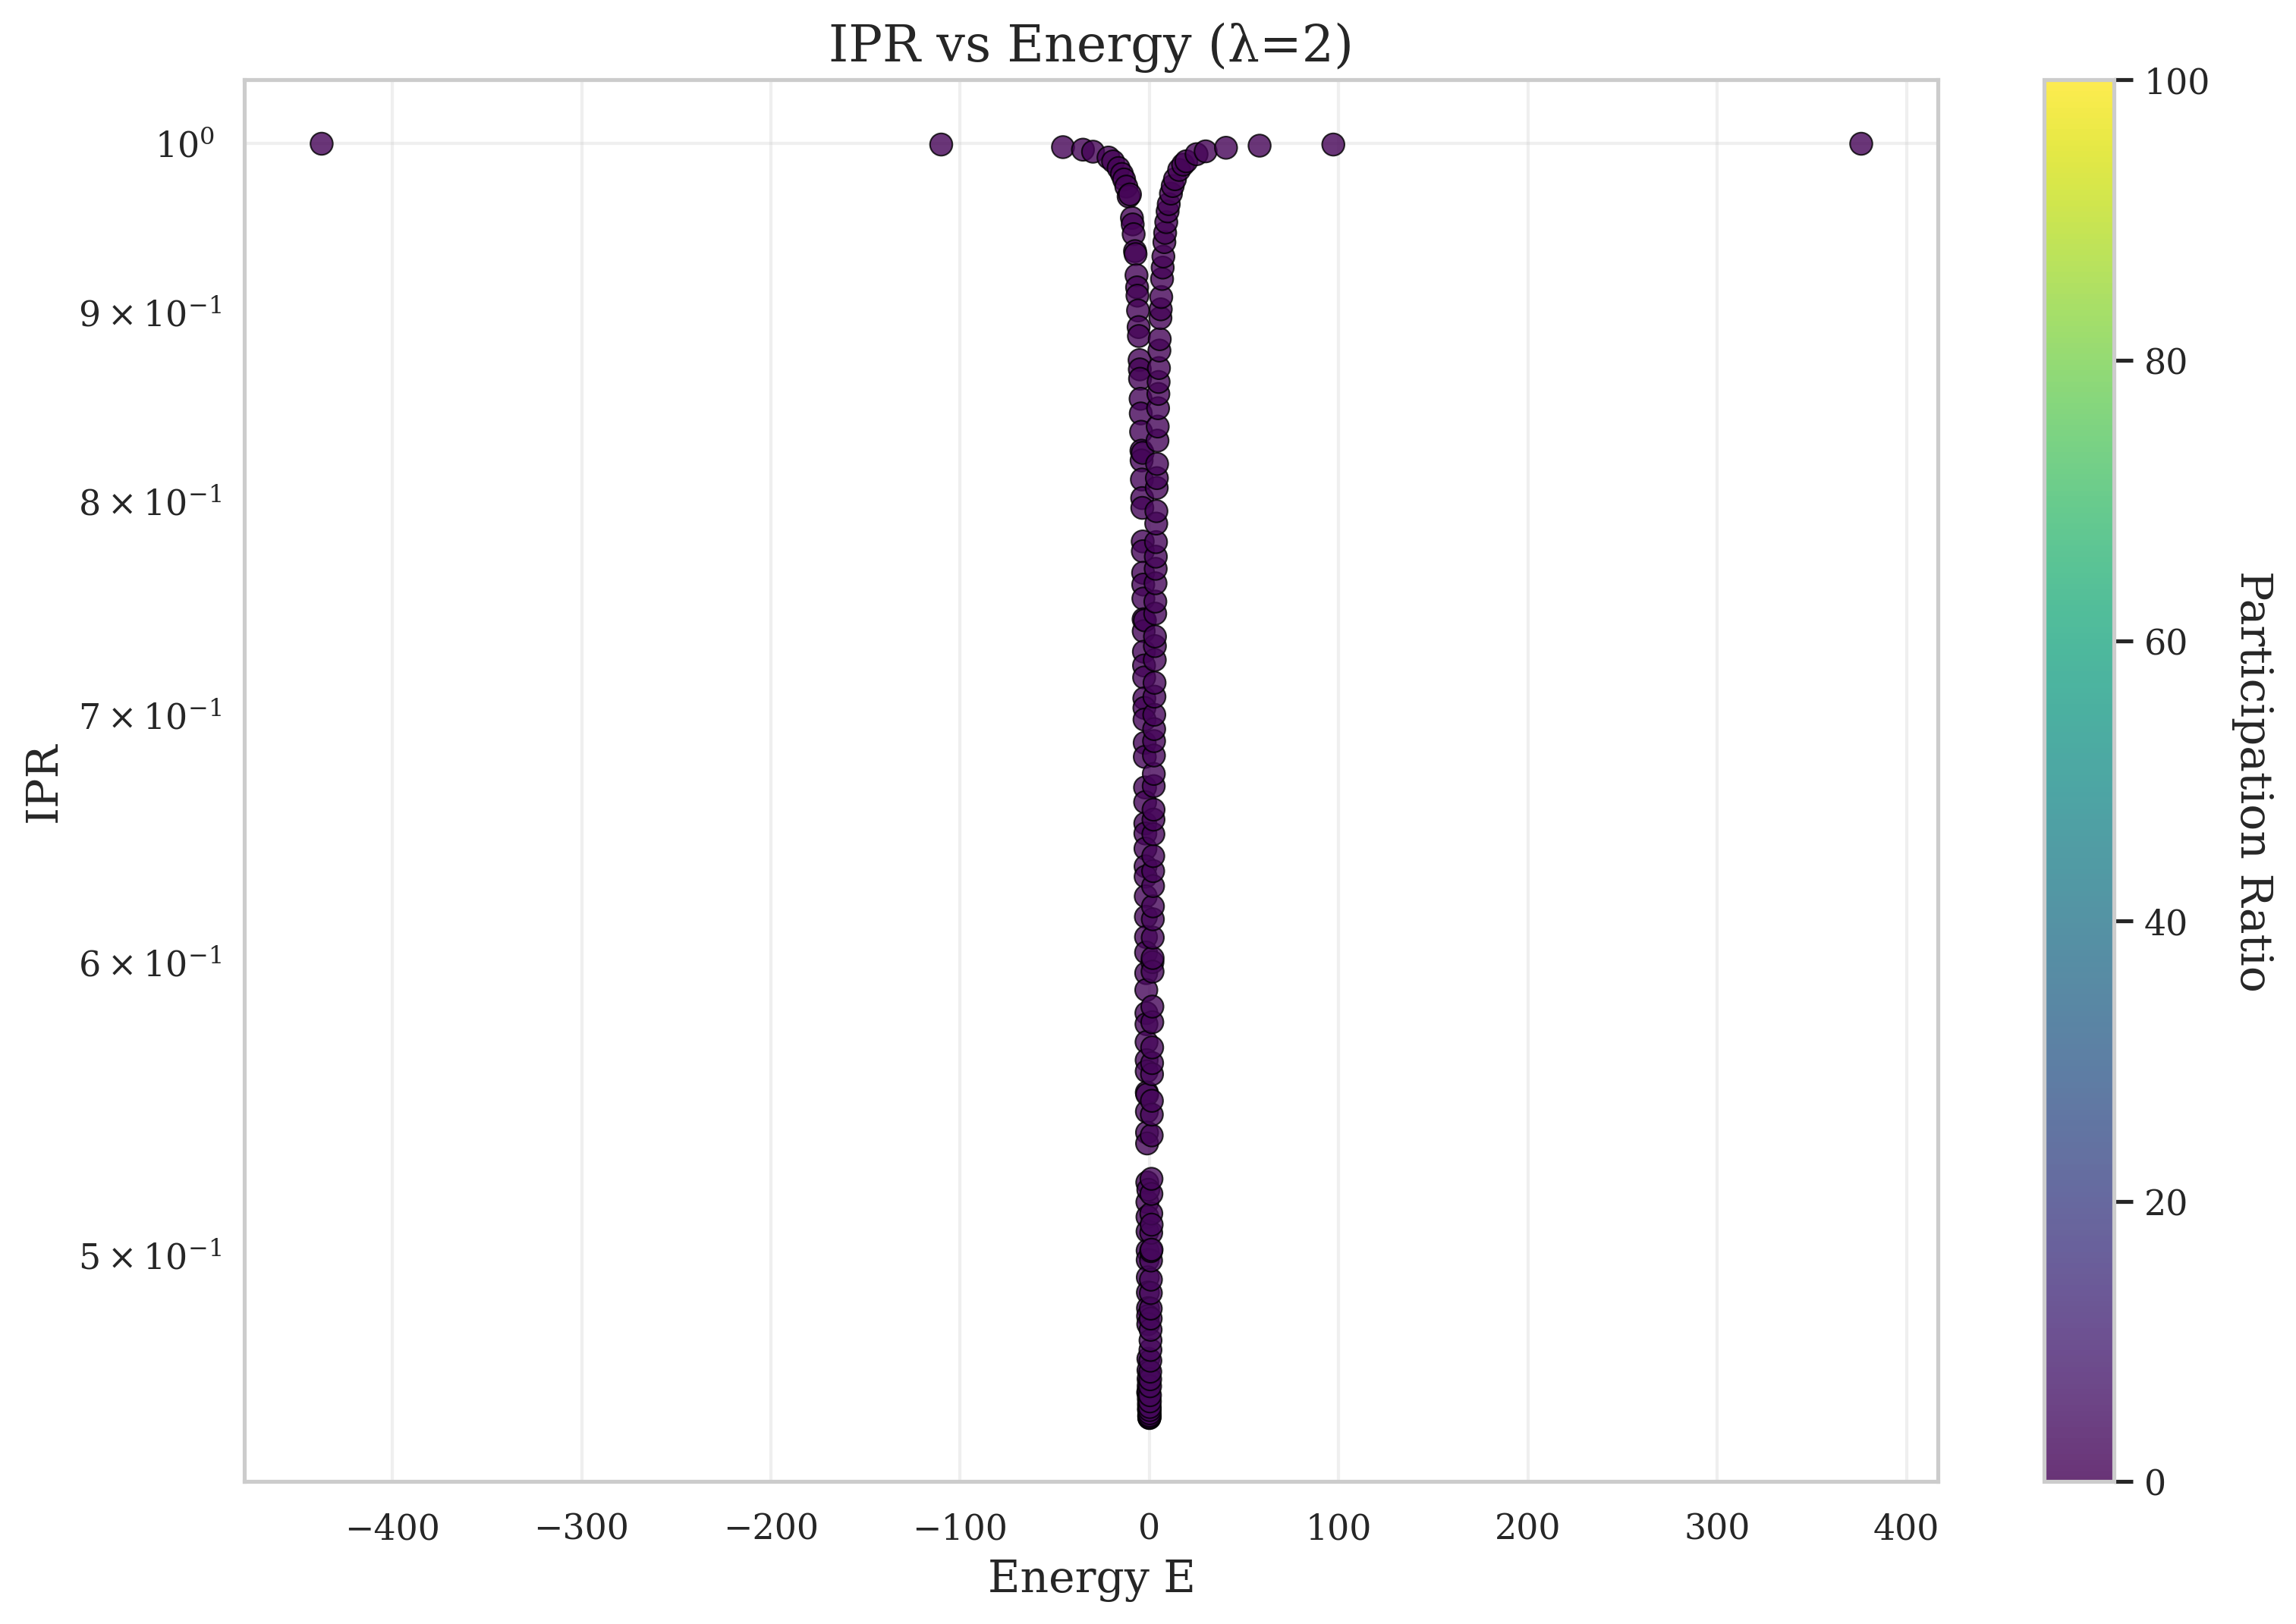 IPR vs Energy (λ=2)
10⁰
9 × 10⁻¹
8 × 10⁻¹
7 × 10⁻¹
6 × 10⁻¹
5 × 10⁻¹
IPR
−400
−300
−200
−100
0
100
200
300
400
Energy E
100
80
60
40
20
0
Participation Ratio